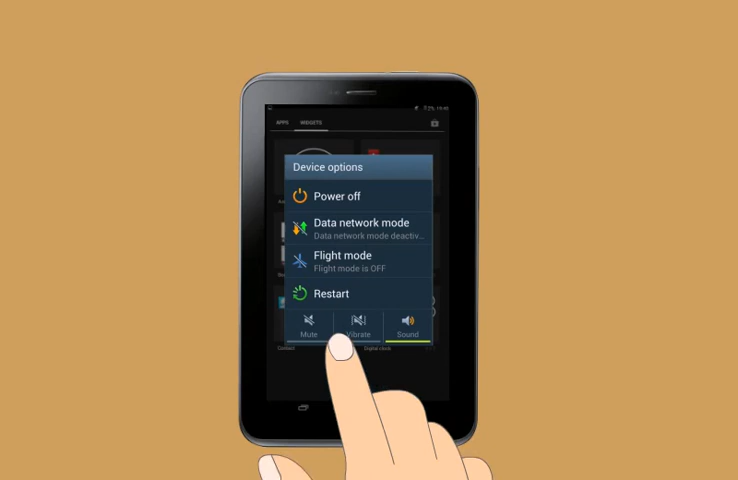 APPS WIDGETS
Device options
Power off
Data network mode
Data network mode deactiv...
Flight mode
Flight mode is OFF
Restart
Mute Vibrate Sound
Contact Digital clock